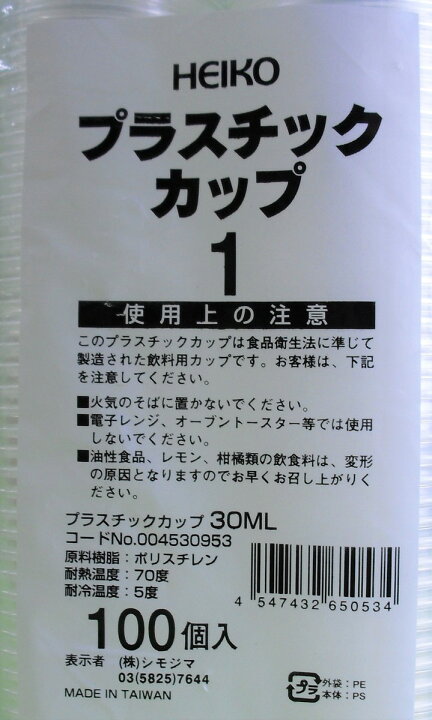 HEIKO
プラスチック
カップ
1
使用上の注意
このプラスチックカップは食品衛生法に準じて
製造された飲料用カップです。お客様は、下記
を注意してください。
■火気のそばに置かないでください。
■電子レンジ、オーブントースター等では使用
しないでください。
■油性食品、レモン、柑橘類の飲食料は、変形
の原因となりますのでお早くお召し上がりく
ださい。
プラスチックカップ 30ML
コードNo.004530953
原料樹脂：ポリスチレン
耐熱温度：70度
耐冷温度：5度
4 547432 650534
100個入
表示者 (株)シモジマ
03(5825)7644
MADE IN TAIWAN
プラ
外袋：PE
本体：PS